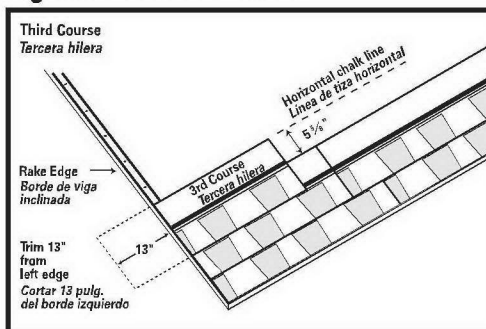 Third Course
Tercera hilera
Horizontal chalk line
Línea de tiza horizontal
5 5/8"
3rd Course
Tercera hilera
Rake Edge
Borde de viga
inclinada
13"
Trim 13"
from
left edge
Cortar 13 pulg.
del borde izquierdo